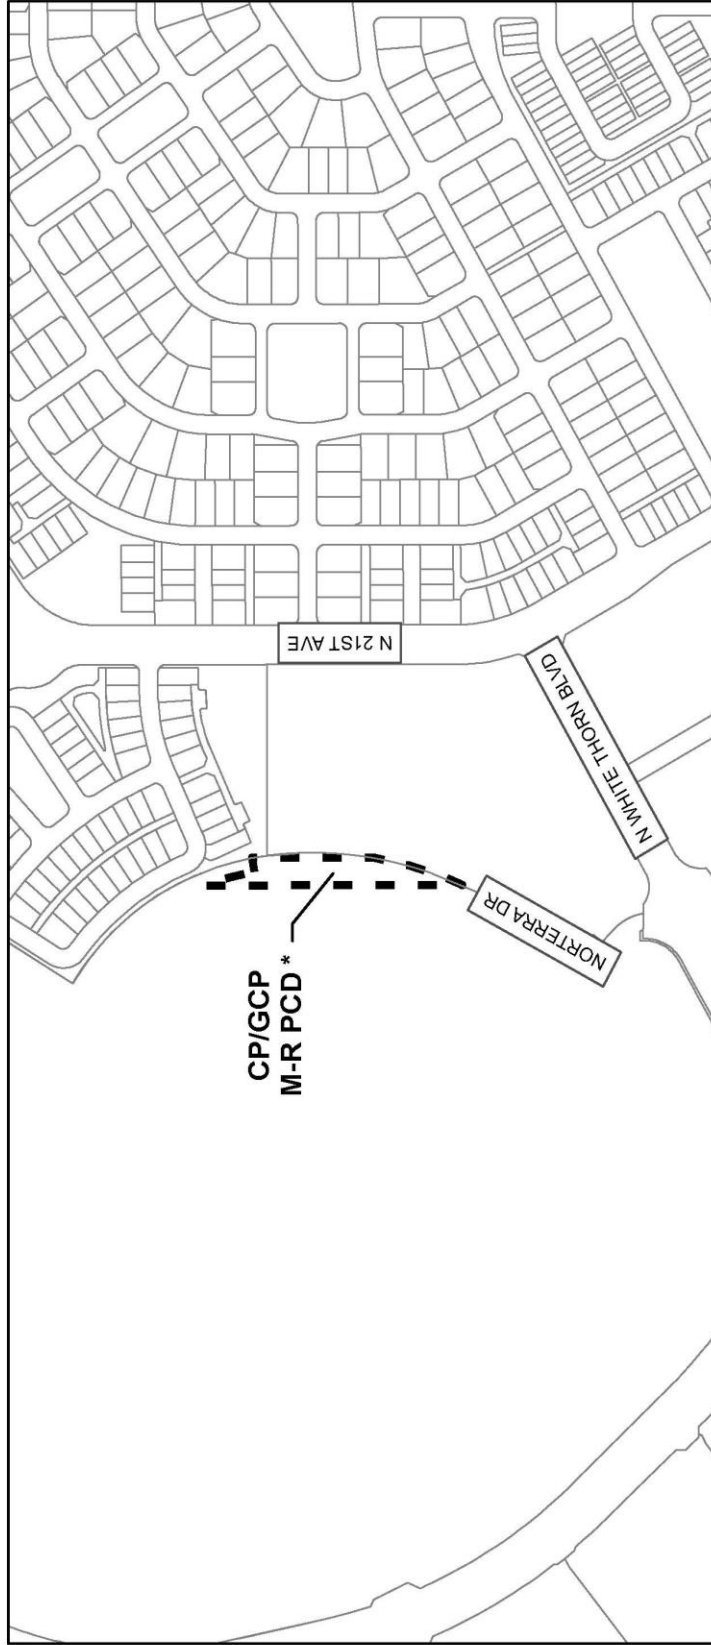 N 21ST AVE
N WHITE THORN BLVD
NORTERRA DR
CP/GCP
M-R PCD *